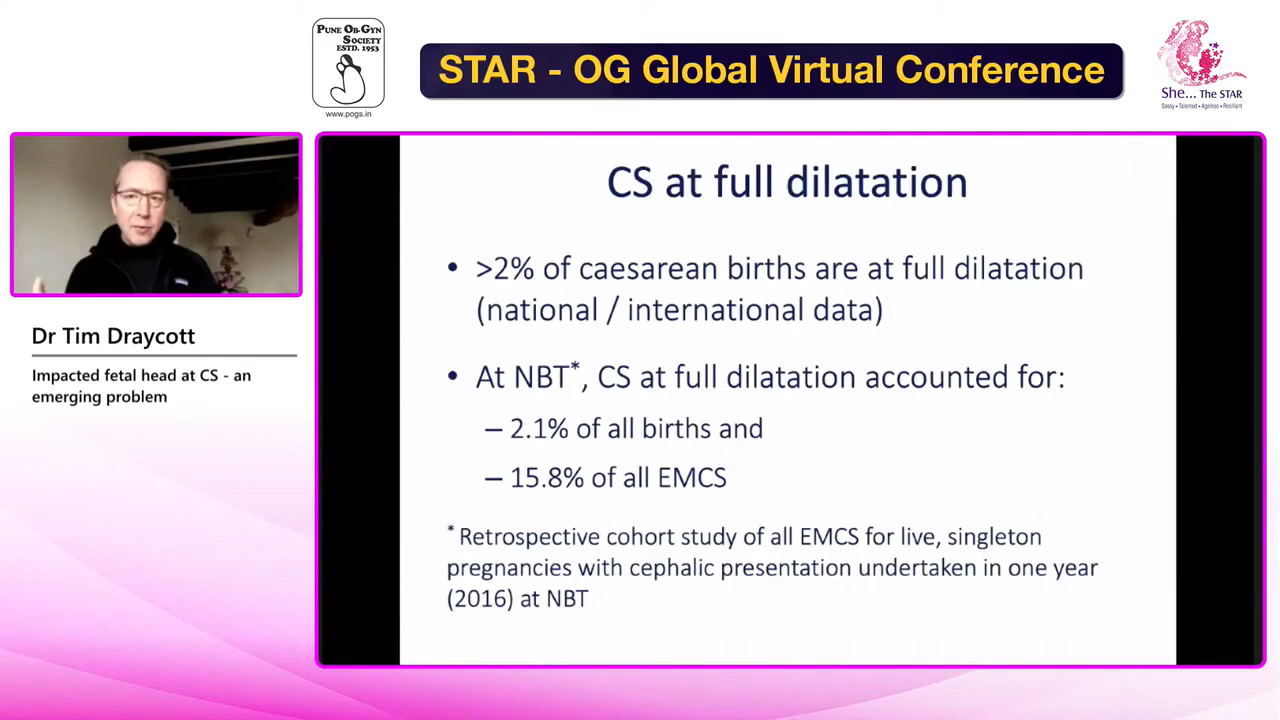 PUNE OB-GYN
SOCIETY
ESTD. 1953
www.pogs.in
STAR - OG Global Virtual Conference
She... THE STAR
Sassy • Talented • Ageless • Resilient
Dr Tim Draycott
Impacted fetal head at CS - an
emerging problem
CS at full dilatation
• >2% of caesarean births are at full dilatation
(national / international data)
• At NBT*, CS at full dilatation accounted for:
– 2.1% of all births and
– 15.8% of all EMCS
* Retrospective cohort study of all EMCS for live, singleton
pregnancies with cephalic presentation undertaken in one year
(2016) at NBT